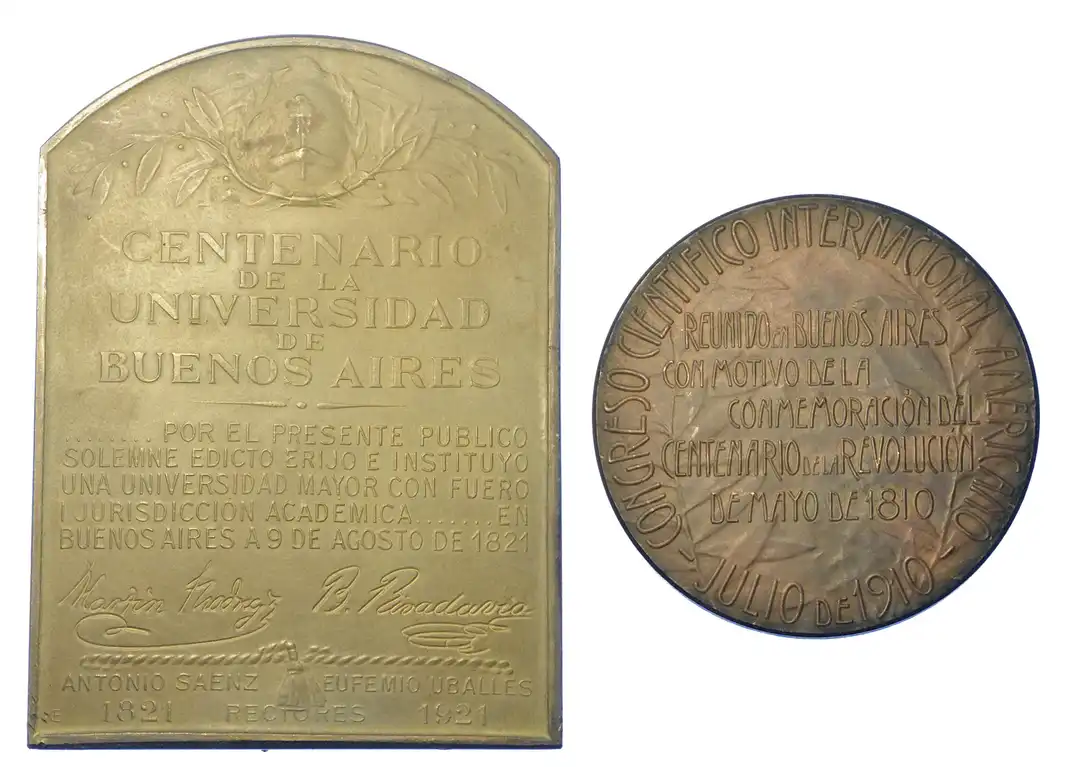 CENTENARIO
DE LA
UNIVERSIDAD
DE
BUENOS AIRES
........ POR EL PRESENTE PUBLICO
SOLEMNE EDICTO ERIJO E INSTITUYO
UNA UNIVERSIDAD MAYOR CON FUERO
I JURISDICCIÓN ACADÉMICA.......EN
BUENOS AIRES A 9 DE AGOSTO DE 1821
Martin Rodrgz B. Rivadavia
ANTONIO SAENZ EUFEMIO UBALLES
1821 RECTORES 1921
CONGRESO CIENTIFICO INTERNACIONAL AMERICANO
REUNIDO EN BUENOS AIRES
CON MOTIVO DE LA
CONMEMORACIÓN DEL
CENTENARIO DE LA REVOLUCIÓN
DE MAYO DE 1810
- JULIO DE 1910 -